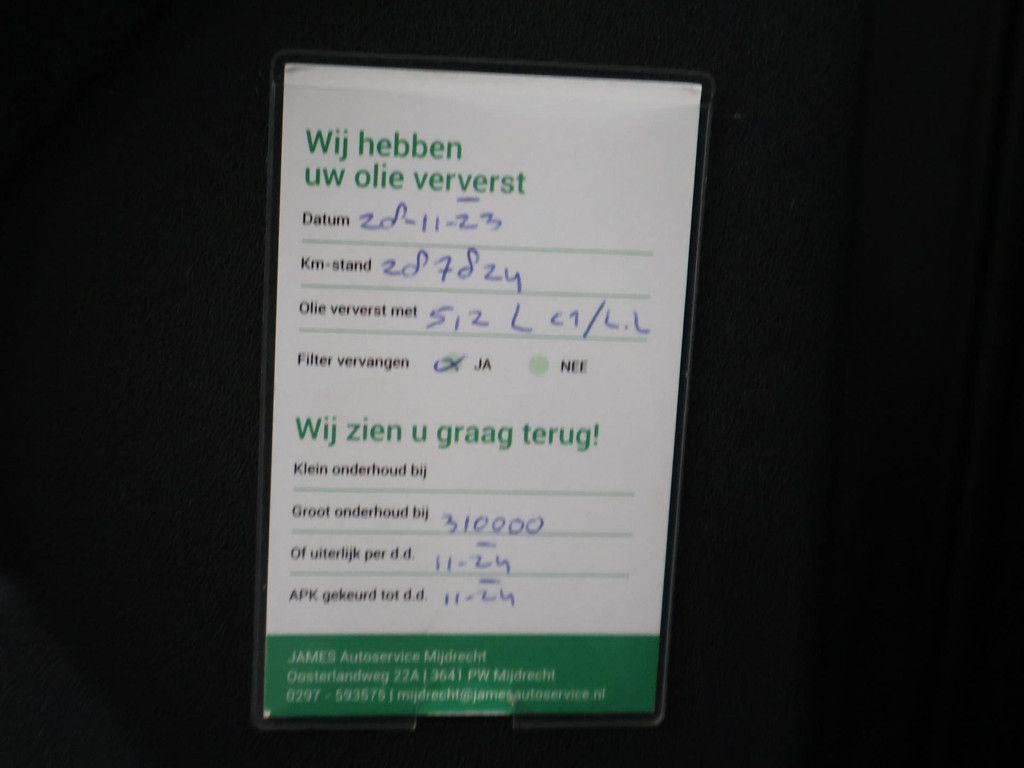 Wij hebben
uw olie ververst
Datum 28-11-23
Km-stand 287824
Olie ververst met 5,2 L c1/L.L
Filter vervangen JA NEE
Wij zien u graag terug!
Klein onderhoud bij
Groot onderhoud bij 310000
Of uiterlijk per d.d. 11-24
APK gekeurd tot d.d. 11-24
JAMES Autoservice Mijdrecht
Oosterlandweg 22A | 3641 PW Mijdrecht
0297 - 593575 | mijdrecht@jamesautoservice.nl